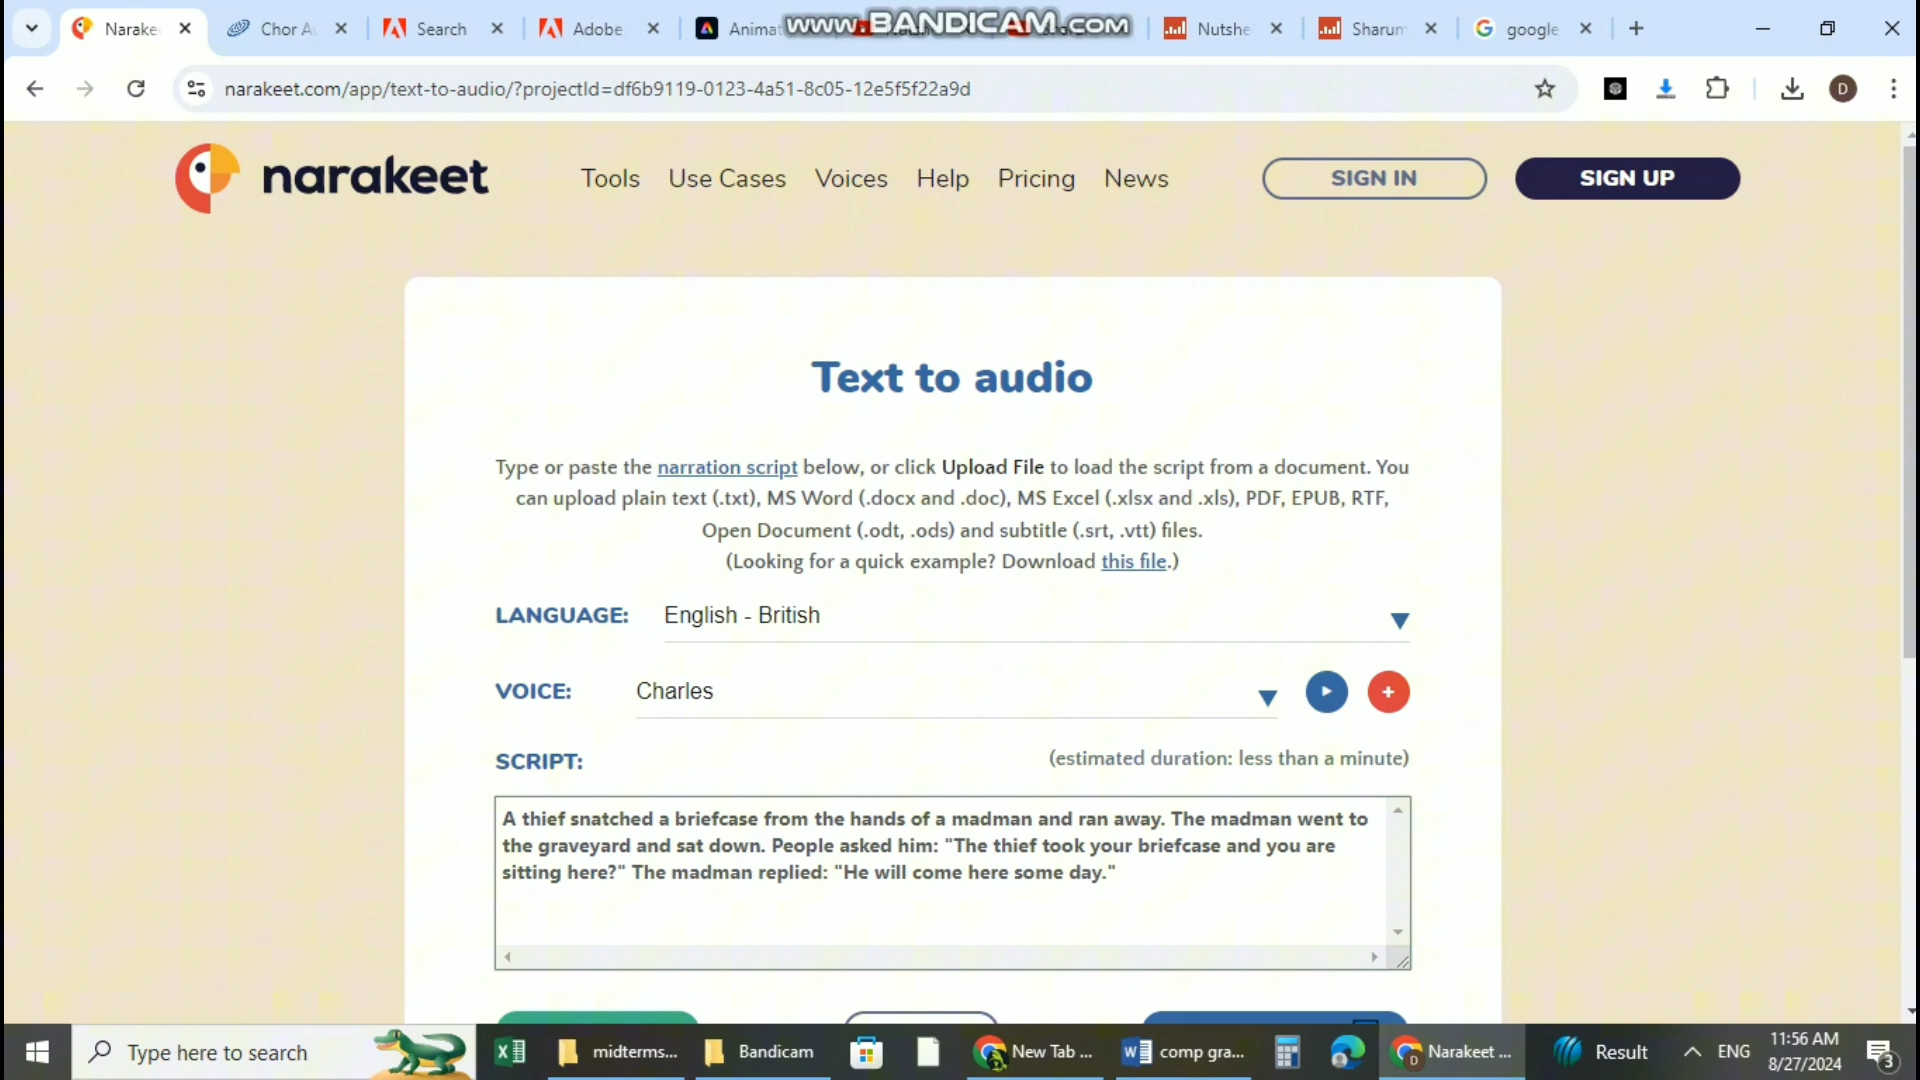 Narake
Chor A
Search
Adobe
Anima
www.BANDICAM.com
Nutshe
Sharum
google
narakeet.com/app/text-to-audio/?projectId=df6b9119-0123-4a51-8c05-12e5f5f22a9d
D
narakeet
Tools
Use Cases
Voices
Help
Pricing
News
SIGN IN
SIGN UP
Text to audio
Type or paste the narration script below, or click Upload File to load the script from a document. You
can upload plain text (.txt), MS Word (.docx and .doc), MS Excel (.xlsx and .xls), PDF, EPUB, RTF,
Open Document (.odt, .ods) and subtitle (.srt, .vtt) files.
(Looking for a quick example? Download this file.)
LANGUAGE: English - British
VOICE: Charles
SCRIPT: (estimated duration: less than a minute)
A thief snatched a briefcase from the hands of a madman and ran away. The madman went to
the graveyard and sat down. People asked him: "The thief took your briefcase and you are
sitting here?" The madman replied: "He will come here some day."
Type here to search
midterms...
Bandicam
New Tab ...
comp gra...
Narakeet ...
Result
ENG
11:56 AM
8/27/2024
3